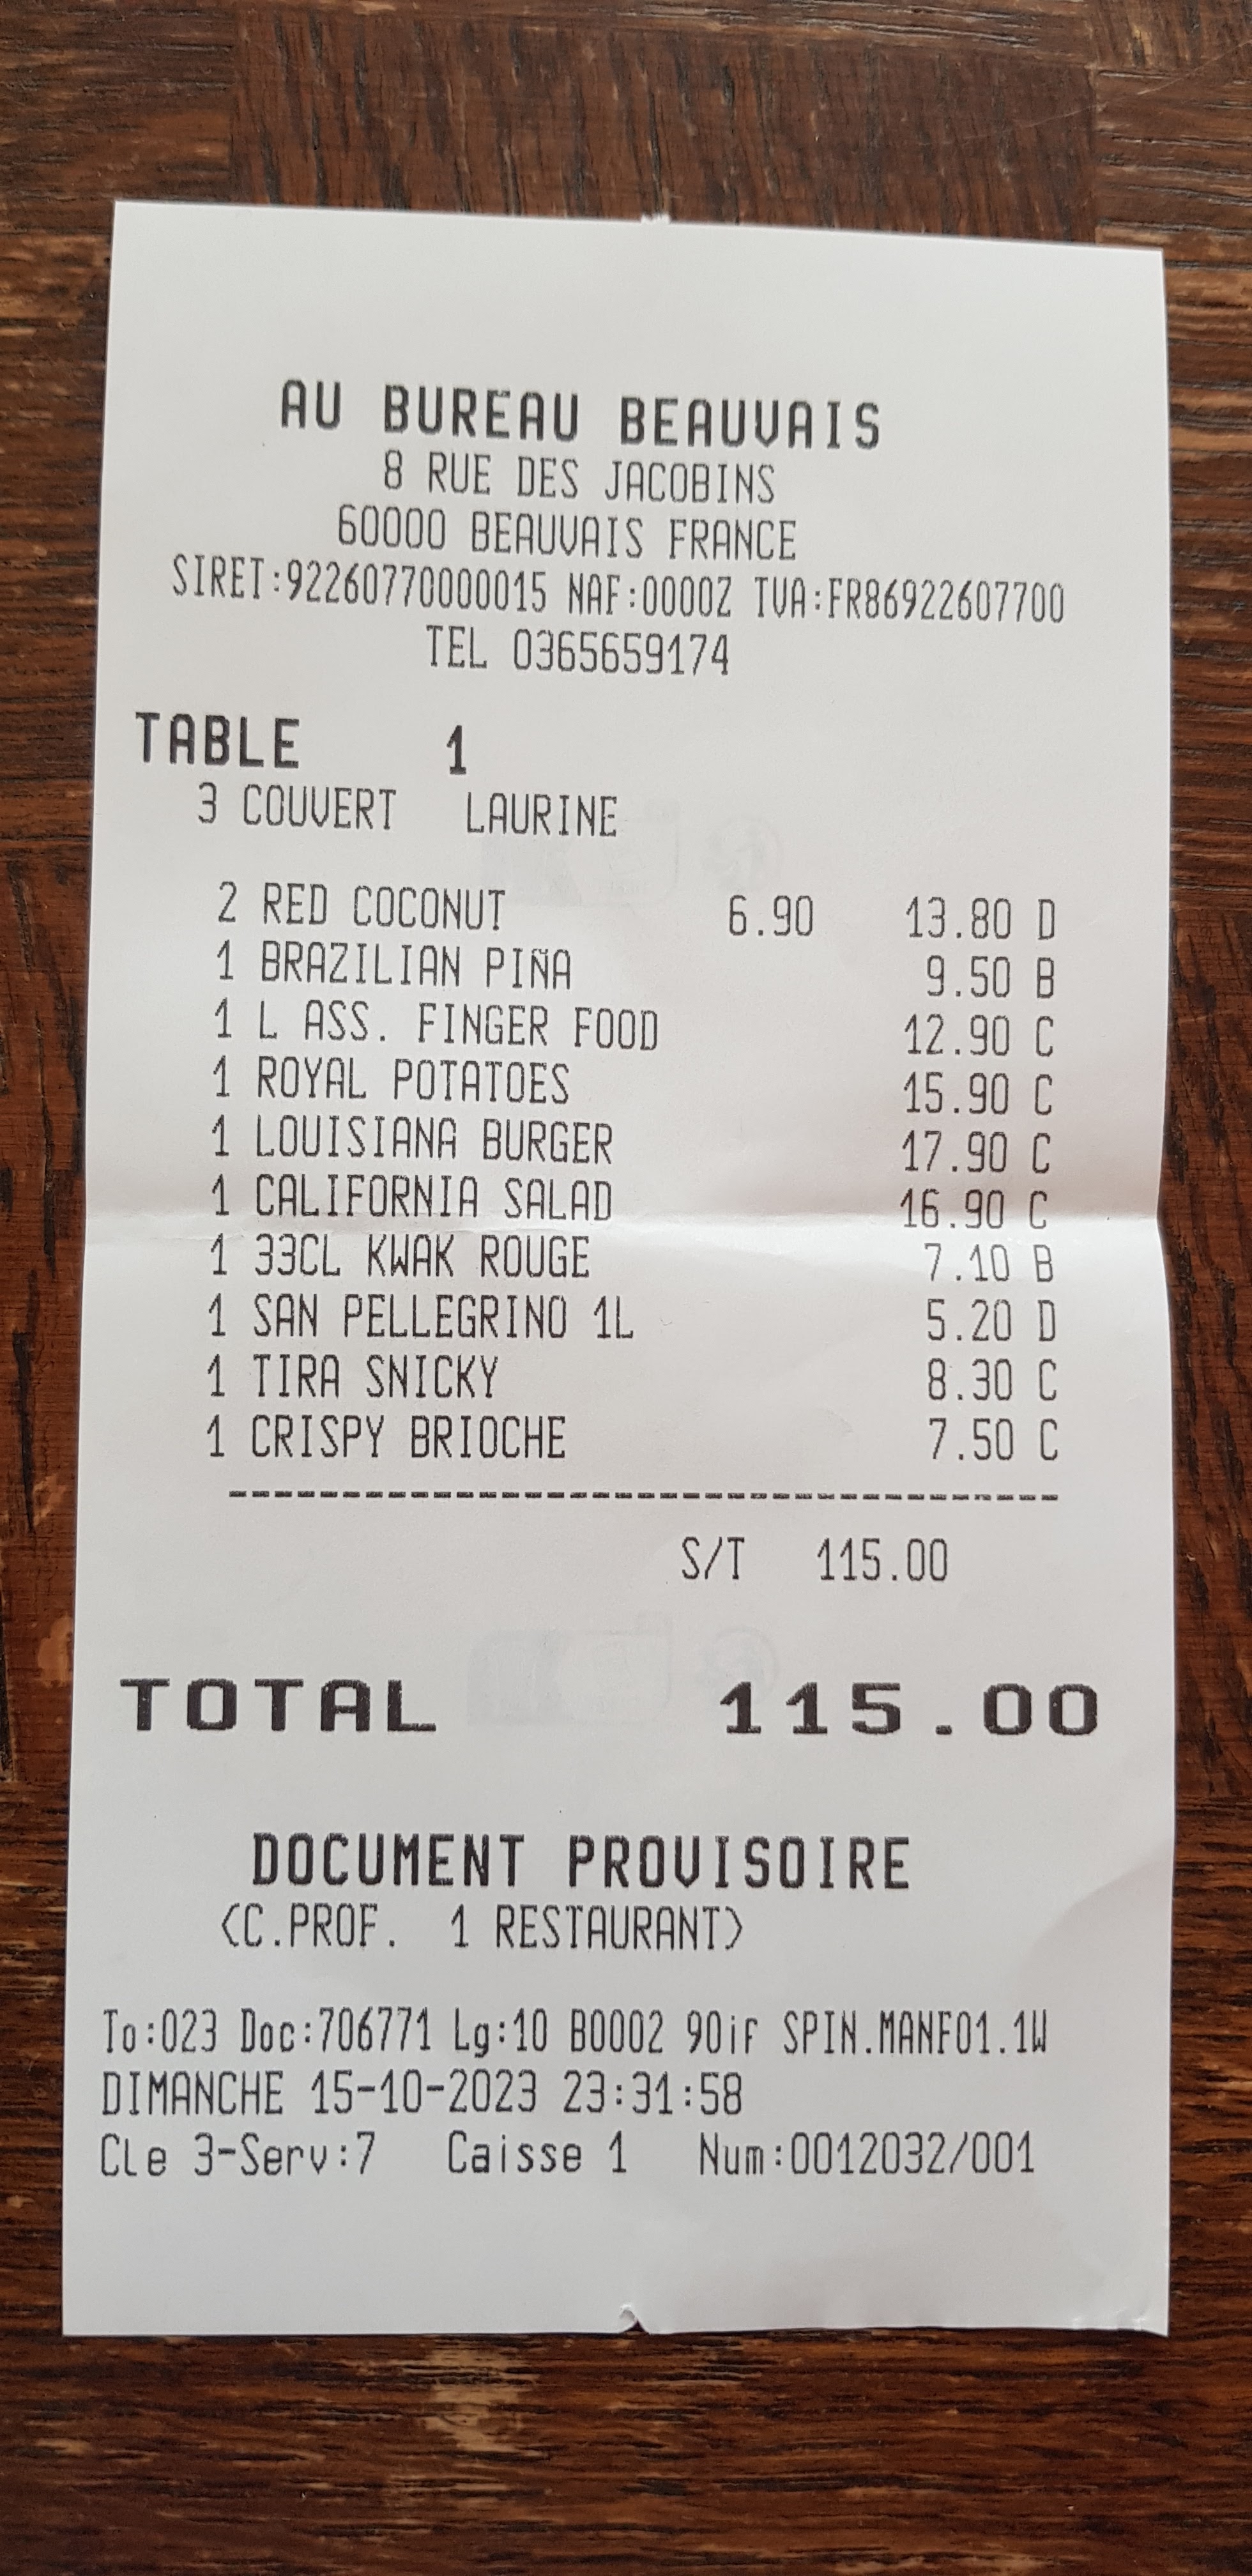 AU BUREAU BEAUVAIS
8 RUE DES JACOBINS
60000 BEAUVAIS FRANCE
SIRET:92260770000015 NAF:0000Z TVA:FR86922607700
TEL 0365659174
TABLE 1
3 COUVERT LAURINE
2 RED COCONUT 6.90 13.80 D
1 BRAZILIAN PIÑA 9.50 B
1 L ASS. FINGER FOOD 12.90 C
1 ROYAL POTATOES 15.90 C
1 LOUISIANA BURGER 17.90 C
1 CALIFORNIA SALAD 16.90 C
1 33CL KWAK ROUGE 7.10 B
1 SAN PELLEGRINO 1L 5.20 D
1 TIRA SNICKY 8.30 C
1 CRISPY BRIOCHE 7.50 C
S/T 115.00
TOTAL 115.00
DOCUMENT PROVISOIRE
(C.PROF. 1 RESTAURANT)
To:023 Doc:706771 Lg:10 B0002 90if SPIN.MANF01.1W
DIMANCHE 15-10-2023 23:31:58
Cle 3-Serv:7 Caisse 1 Num:0012032/001